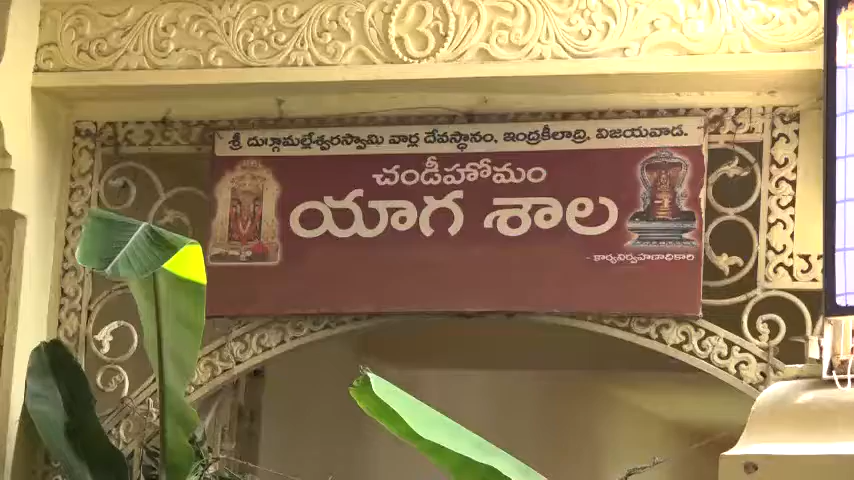 శ్రీ దుర్గామల్లేశ్వరస్వామి వార్ల దేవస్థానం, ఇంద్రకీలాద్రి, విజయవాడ.
చండీహోమం
యాగ శాల
- కార్యనిర్వహణాధికారి